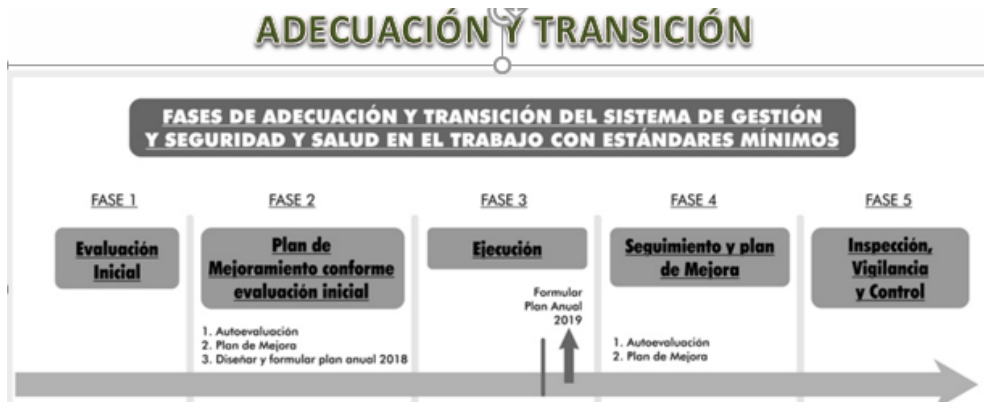 ADECUACIÓN Y TRANSICIÓN
FASES DE ADECUACIÓN Y TRANSICIÓN DEL SISTEMA DE GESTIÓN
Y SEGURIDAD Y SALUD EN EL TRABAJO CON ESTÁNDARES MÍNIMOS
FASE 1
Evaluación
Inicial
FASE 2
Plan de
Mejoramiento conforme
evaluación inicial
1. Autoevaluación
2. Plan de Mejora
3. Diseñar y formular plan anual 2018
FASE 3
Ejecución
Formular
Plan Anual
2019
FASE 4
Seguimiento y plan
de Mejora
1. Autoevaluación
2. Plan de Mejora
FASE 5
Inspección,
Vigilancia
y Control